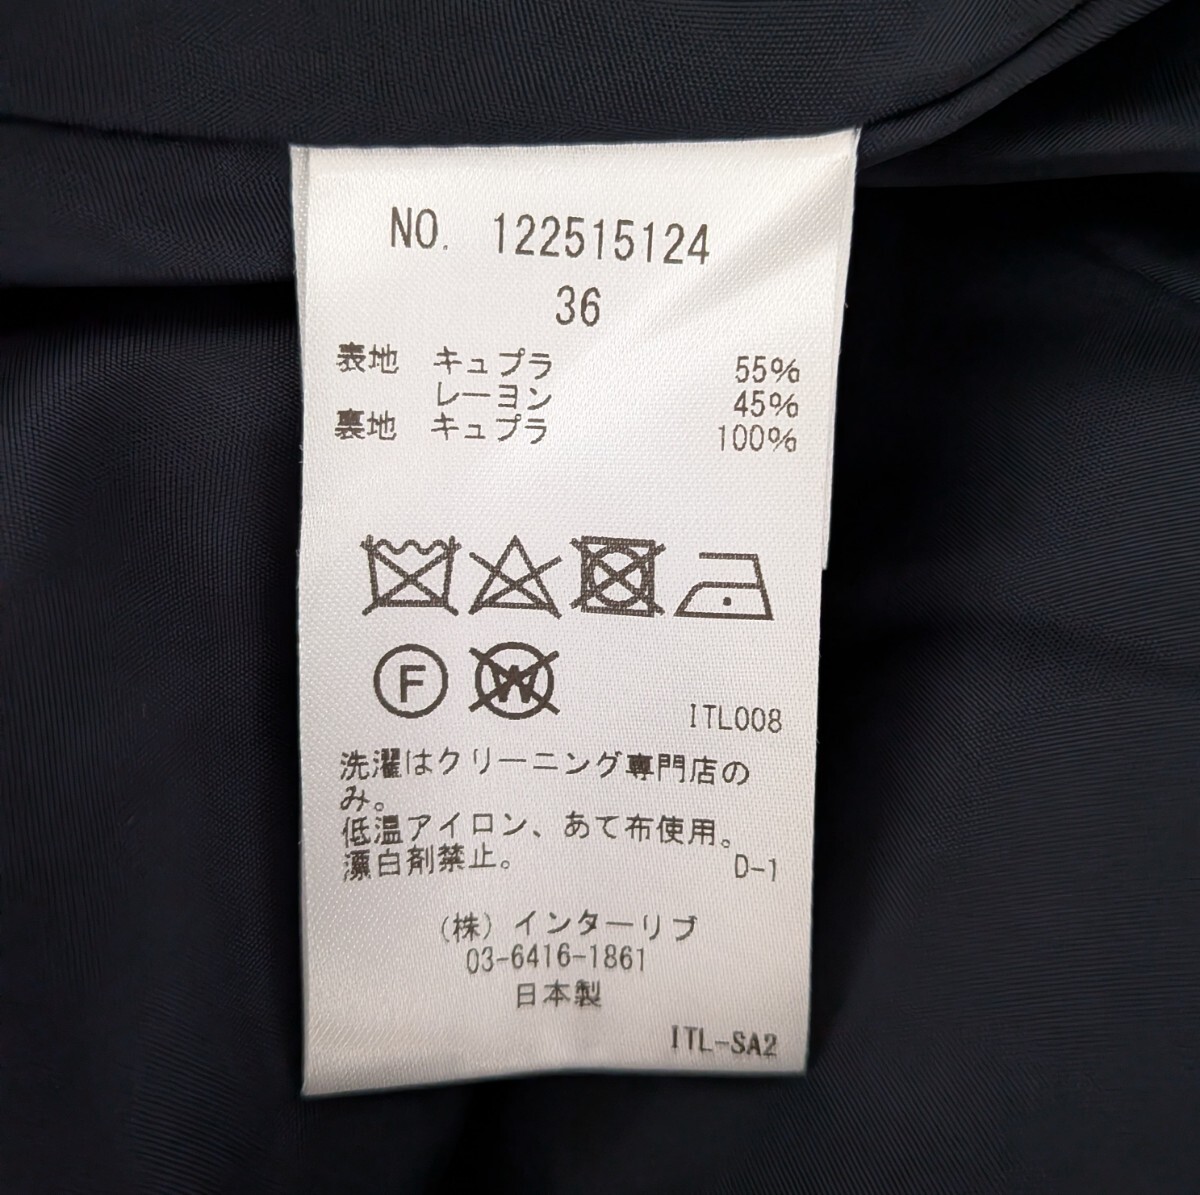 NO. 122515124
36
表地 キュプラ 55%
レーヨン 45%
裏地 キュプラ 100%
F W
ITL008
洗濯はクリーニング専門店の
み。
低温アイロン、あて布使用。
漂白剤禁止。 D-1
(株)インターリブ
03-6416-1861
日本製
ITL-SA2